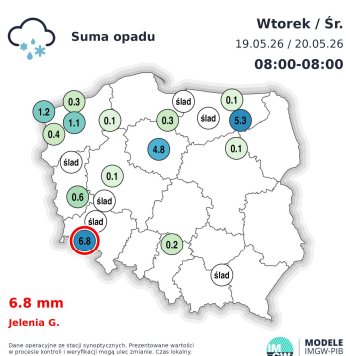 Wtorek / Śr.
Suma opadu
19.05.26 / 20.05.26
08:00-08:00
0.3
ślad
0.1
1.2
1.1
0.1
0.3
ślad
5.3
0.4
4.8
0.1
ślad
0.1
0.6
ślad
ślad
6.8
0.2
ślad
6.8 mm
Jelenia G.
Dane operacyjne ze stacji synoptycznych. Prezentowane wartości
w procesie kontroli i weryfikacji mogą ulec zmianie. Czas lokalny.
IM
GW
MODELE
IMGW-PIB